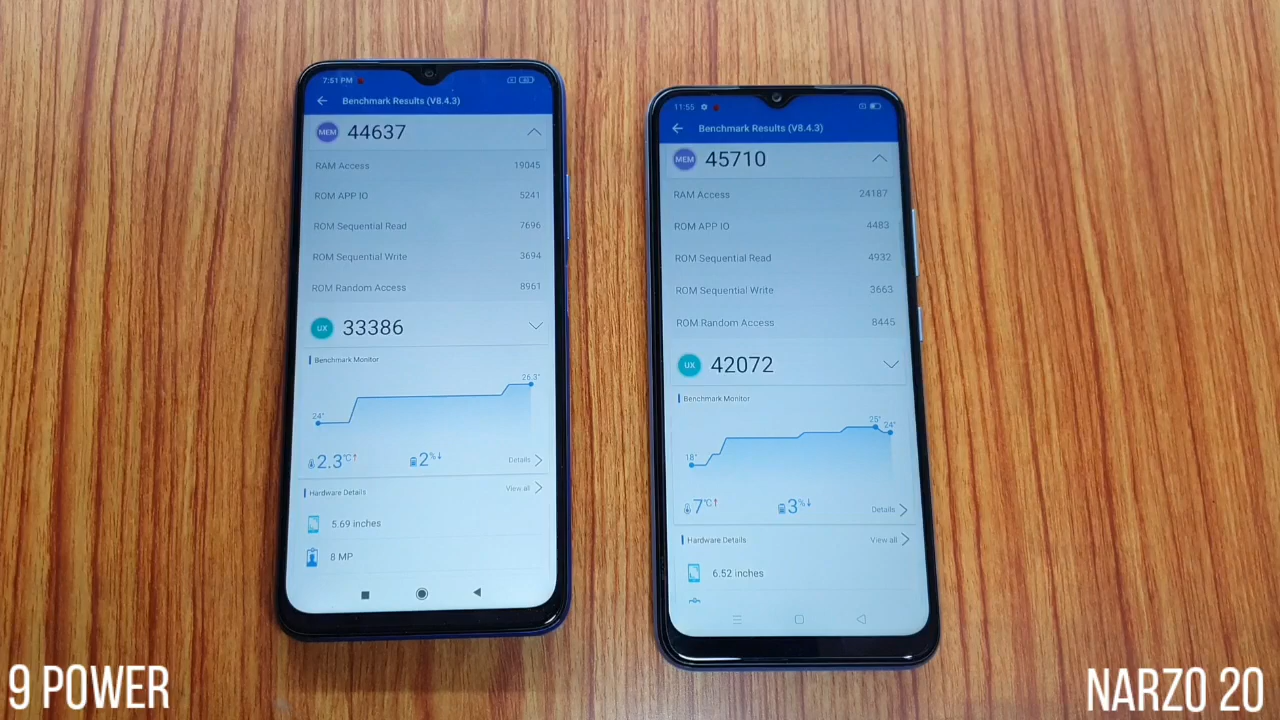 7:51 PM
Benchmark Results (V8.4.3)
MEM 44637
RAM Access 19045
ROM APP IO 5241
ROM Sequential Read 7696
ROM Sequential Write 3694
ROM Random Access 8961
UX 33386
Benchmark Monitor
26.3°
24°
2.3°C↑ 2%↓ Details
Hardware Details View all
5.69 inches
8 MP
11:55
Benchmark Results (V8.4.3)
MEM 45710
RAM Access 24187
ROM APP IO 4483
ROM Sequential Read 4932
ROM Sequential Write 3663
ROM Random Access 8445
UX 42072
Benchmark Monitor
25° 24°
18°
7°C↑ 3%↓ Details
Hardware Details View all
6.52 inches
9 POWER
NARZO 20